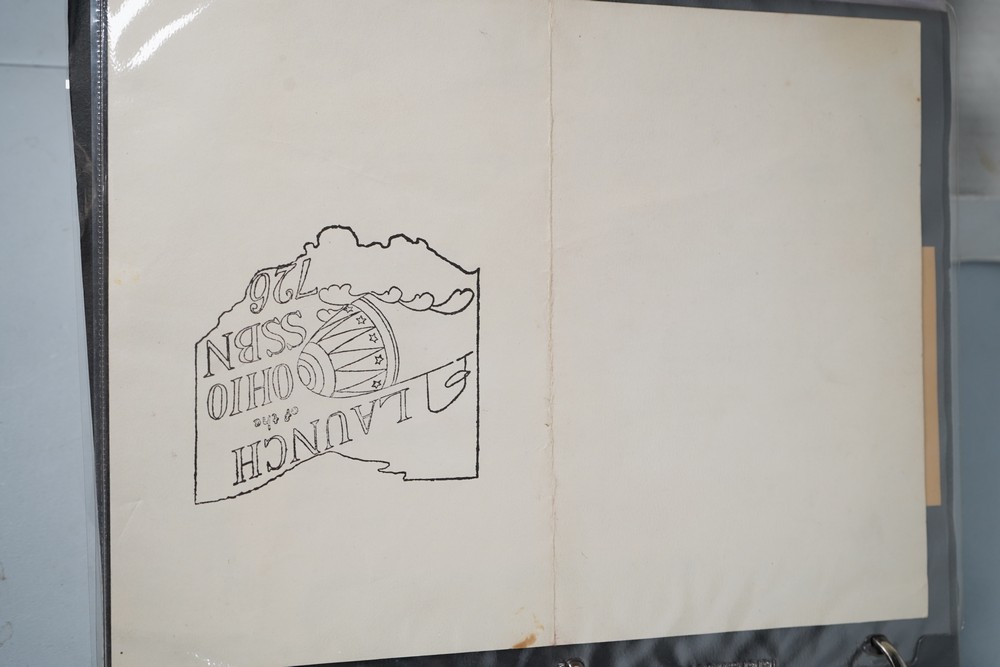 LAUNCH
of the
OHIO
SSBN
726